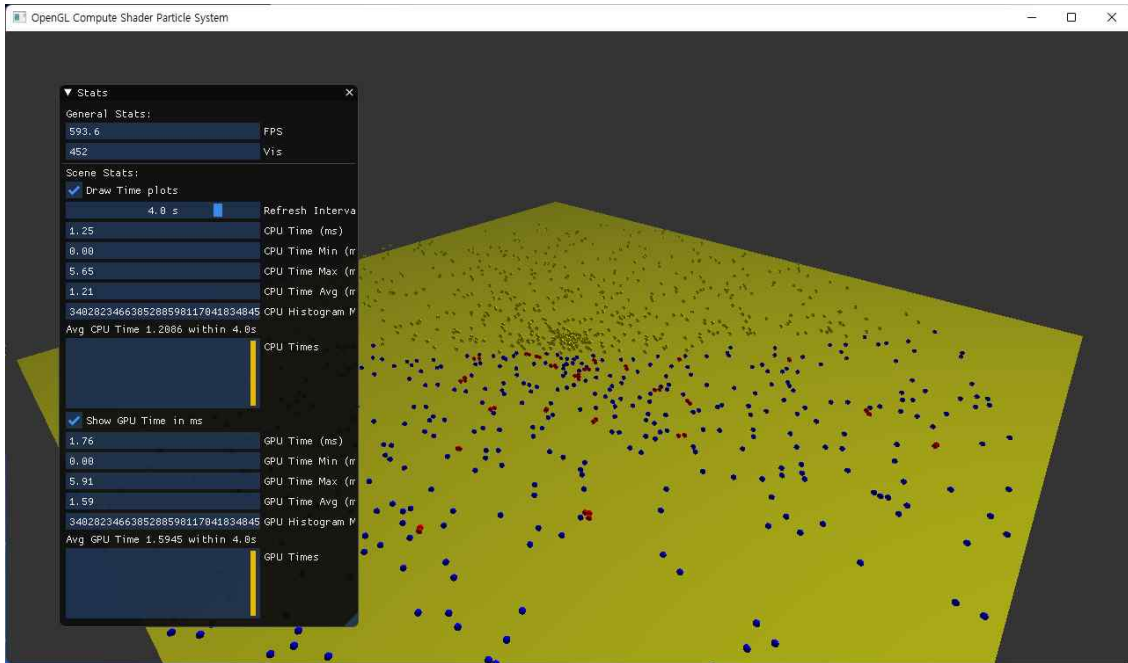 OpenGL Compute Shader Particle System
Stats
General Stats:
593.6 FPS
452 Vis
Scene Stats:
Draw Time plots
4.0 s Refresh Interva
1.25 CPU Time (ms)
0.00 CPU Time Min (m
5.65 CPU Time Max (m
1.21 CPU Time Avg (m
3402823466385288598117041834845 CPU Histogram M
Avg CPU Time 1.2086 within 4.0s
CPU Times
Show GPU Time in ms
1.76 GPU Time (ms)
0.00 GPU Time Min (m
5.91 GPU Time Max (m
1.59 GPU Time Avg (m
3402823466385288598117041834845 GPU Histogram M
Avg GPU Time 1.5945 within 4.0s
GPU Times